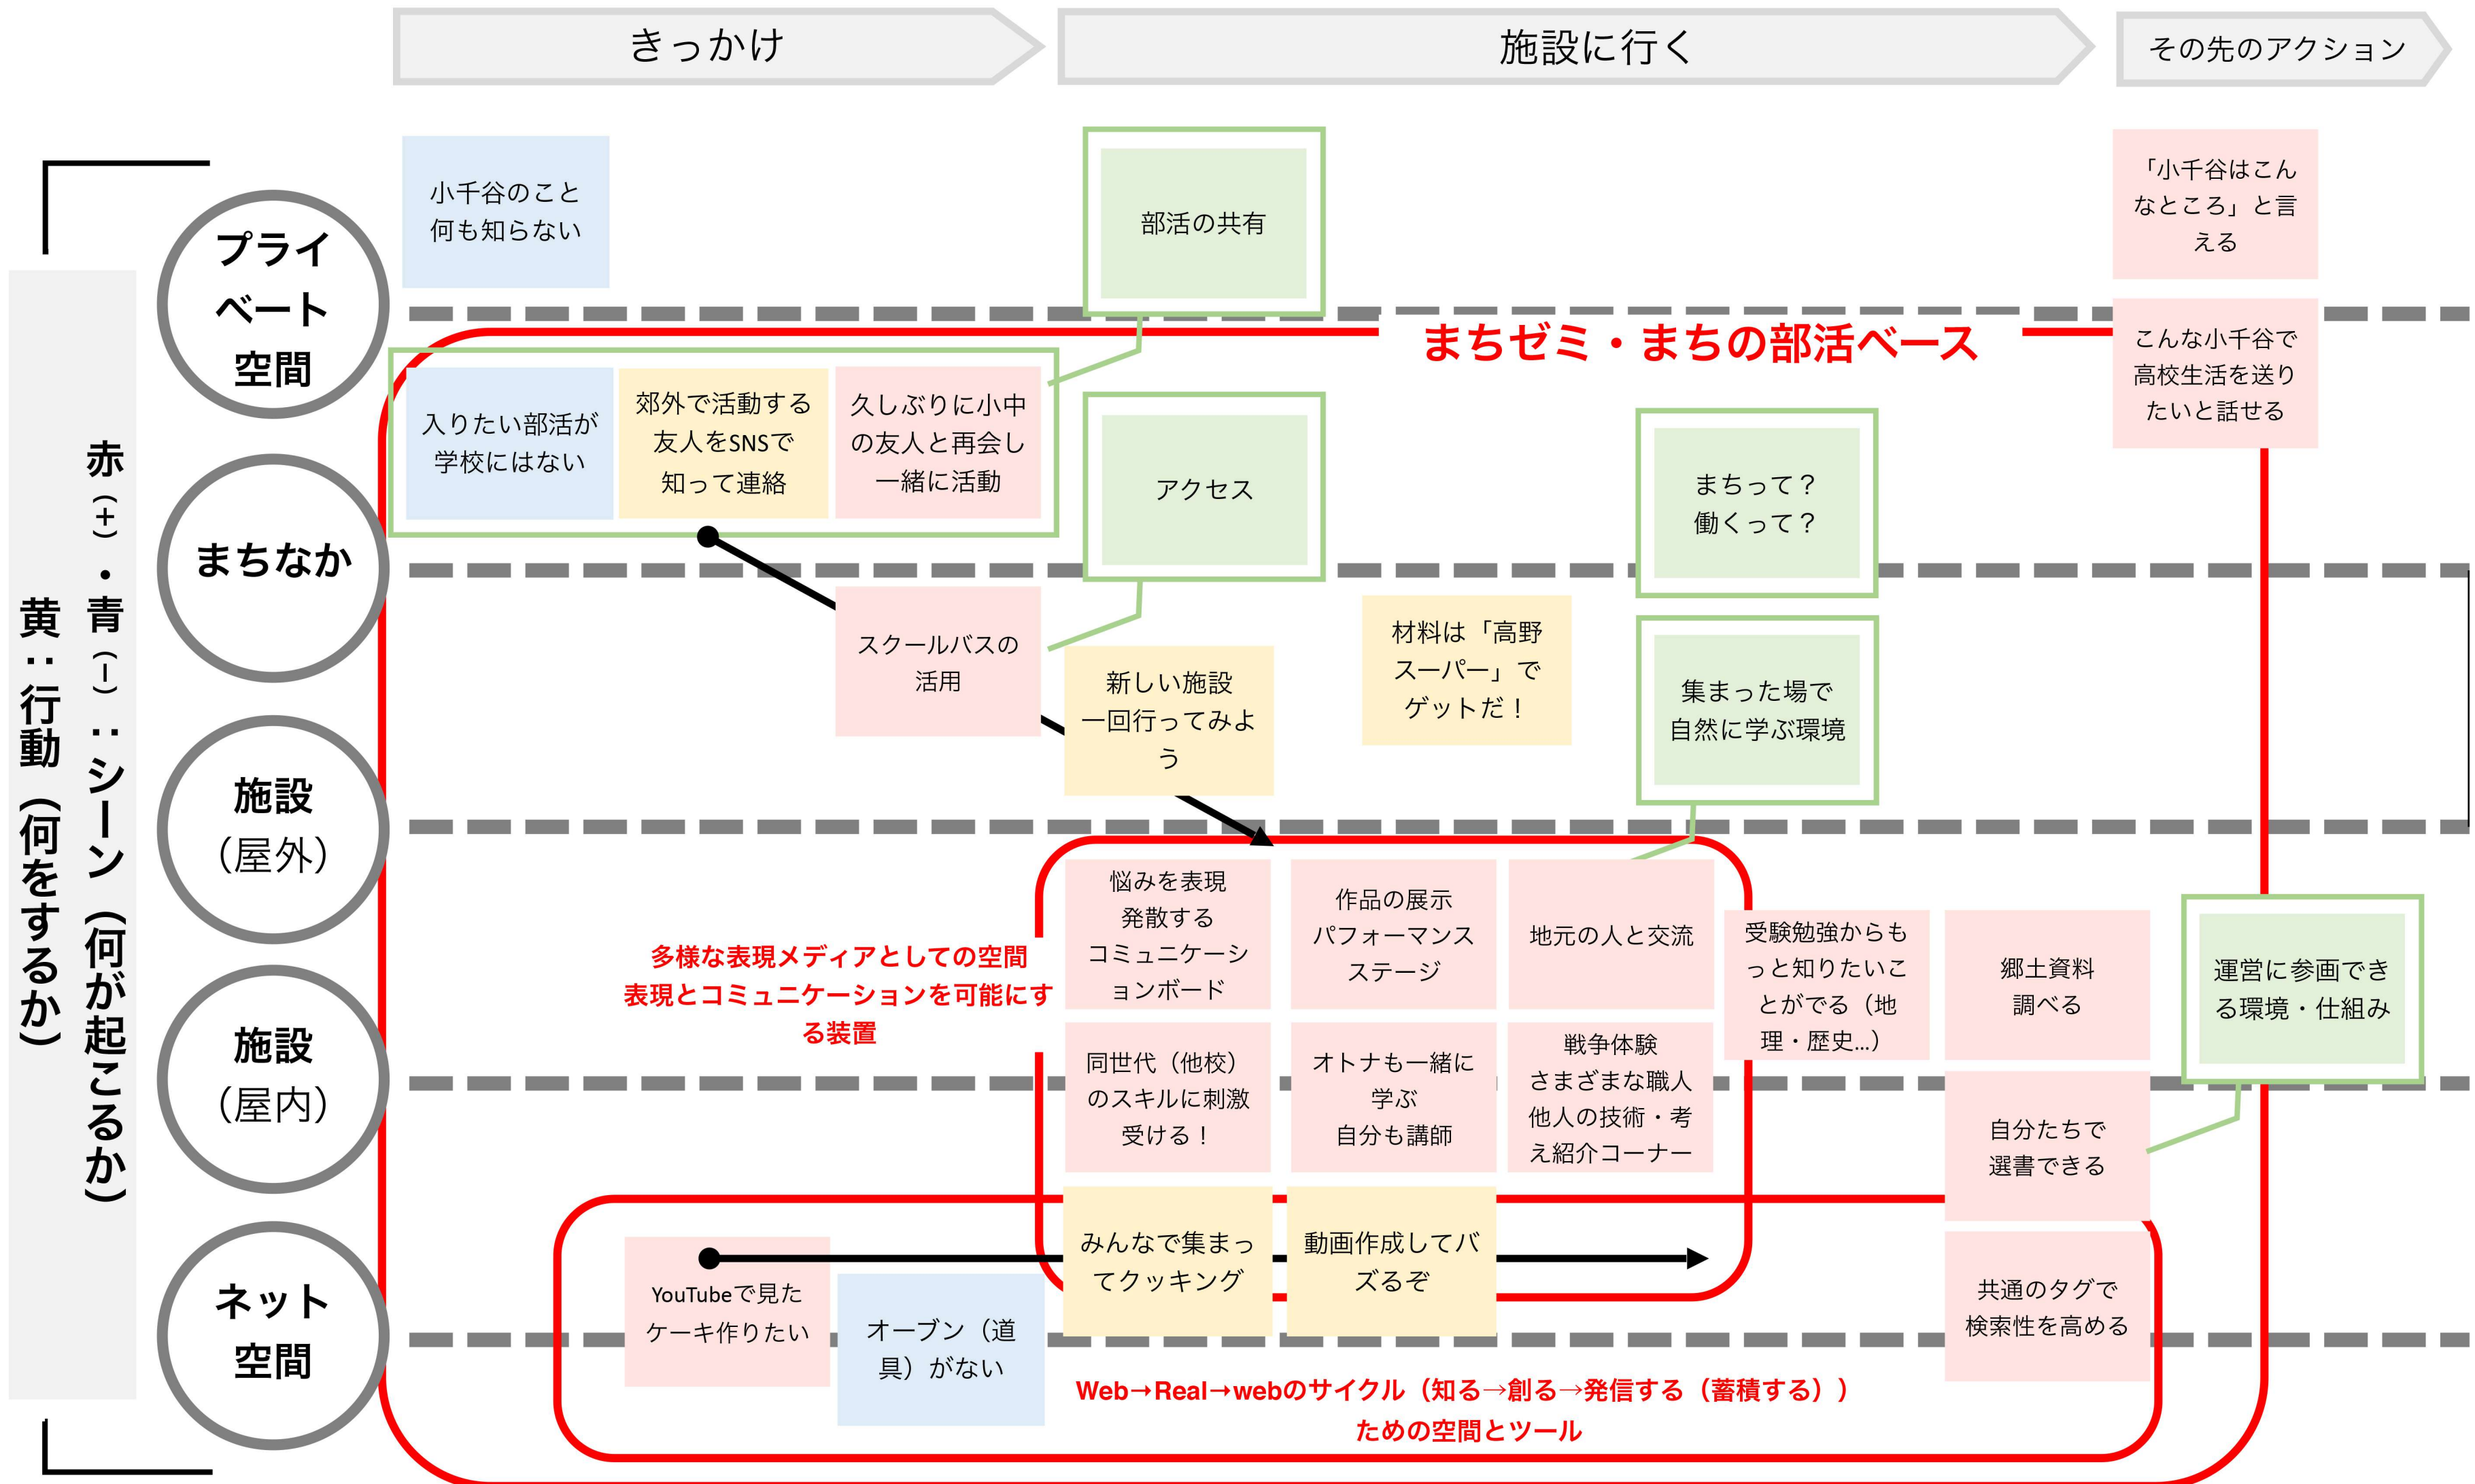 きっかけ
施設に行く
その先のアクション
赤（+）・青（−）：シーン（何が起こるか）
黄：行動（何をするか）
プライ
ベート
空間
まちなか
施設
（屋外）
施設
（屋内）
ネット
空間
小千谷のこと
何も知らない
部活の共有
「小千谷はこん
なところ」と言
える
まちゼミ・まちの部活ベース
こんな小千谷で
高校生活を送り
たいと話せる
入りたい部活が
学校にはない
郊外で活動する
友人をSNSで
知って連絡
久しぶりに小中
の友人と再会し
一緒に活動
アクセス
まちって？
働くって？
スクールバスの
活用
新しい施設
一回行ってみよ
う
材料は「高野
スーパー」で
ゲットだ！
集まった場で
自然に学ぶ環境
多様な表現メディアとしての空間
表現とコミュニケーションを可能にす
る装置
悩みを表現
発散する
コミュニケーシ
ョンボード
作品の展示
パフォーマンス
ステージ
地元の人と交流
受験勉強からも
っと知りたいこ
とがでる（地
理・歴史...）
郷土資料
調べる
運営に参画でき
る環境・仕組み
同世代（他校）
のスキルに刺激
受ける！
オトナも一緒に
学ぶ
自分も講師
戦争体験
さまざまな職人
他人の技術・考
え紹介コーナー
自分たちで
選書できる
YouTubeで見た
ケーキ作りたい
オーブン（道
具）がない
みんなで集まっ
てクッキング
動画作成してバ
ズるぞ
共通のタグで
検索性を高める
Web→Real→webのサイクル（知る→創る→発信する（蓄積する））
ための空間とツール